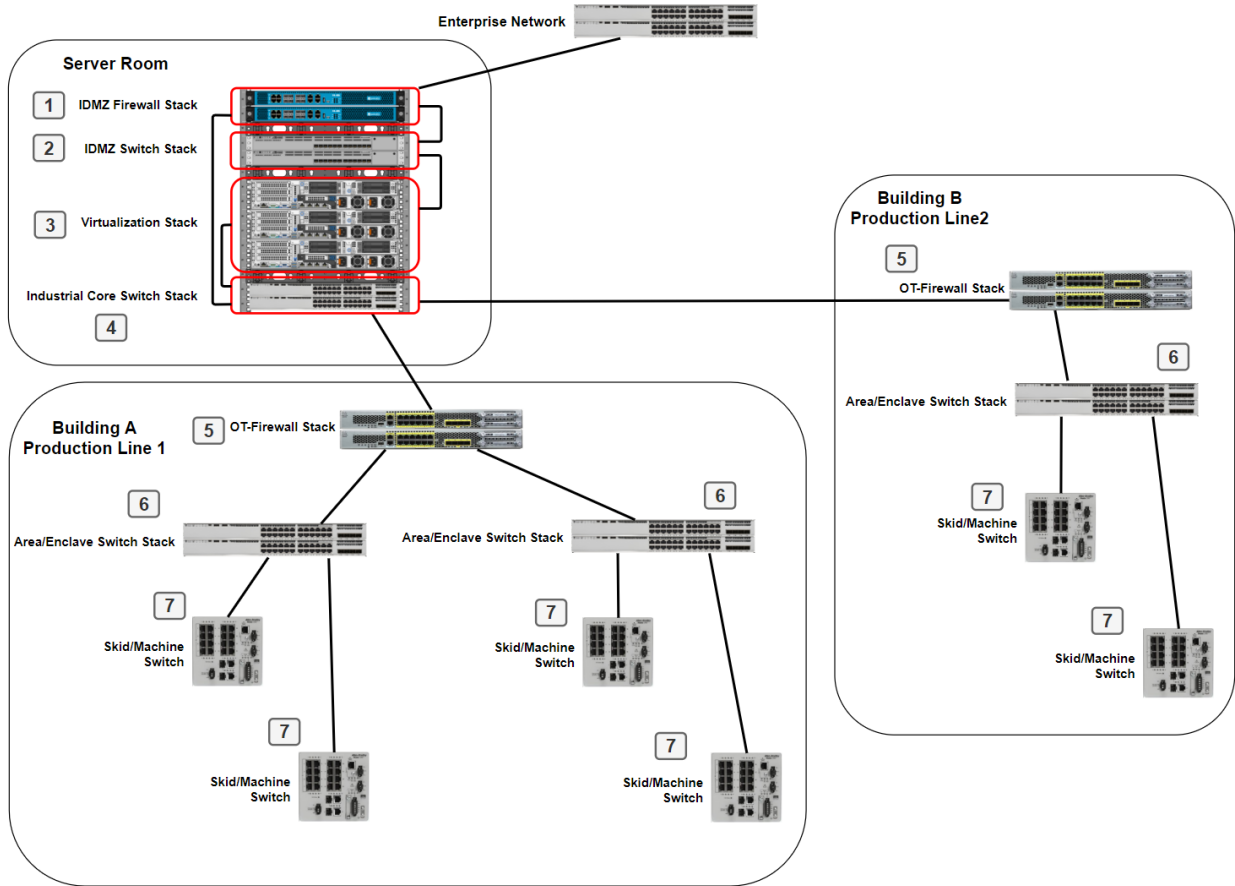 Enterprise Network
Server Room
1
IDMZ Firewall Stack
2
IDMZ Switch Stack
3
Virtualization Stack
Industrial Core Switch Stack
4
Building B
Production Line2
5
OT-Firewall Stack
6
Area/Enclave Switch Stack
7
Skid/Machine
Switch
7
Skid/Machine
Switch
Building A
Production Line 1
5
OT-Firewall Stack
6
Area/Enclave Switch Stack
6
Area/Enclave Switch Stack
7
Skid/Machine
Switch
7
Skid/Machine
Switch
7
Skid/Machine
Switch
7
Skid/Machine
Switch